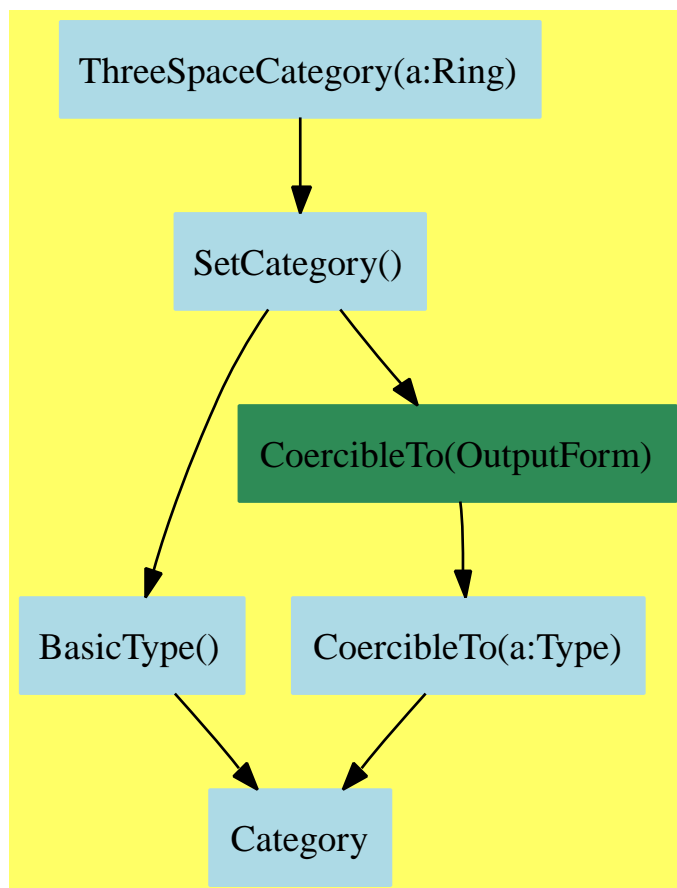 ThreeSpaceCategory(a:Ring)
SetCategory()
CoercibleTo(OutputForm)
BasicType()
CoercibleTo(a:Type)
Category